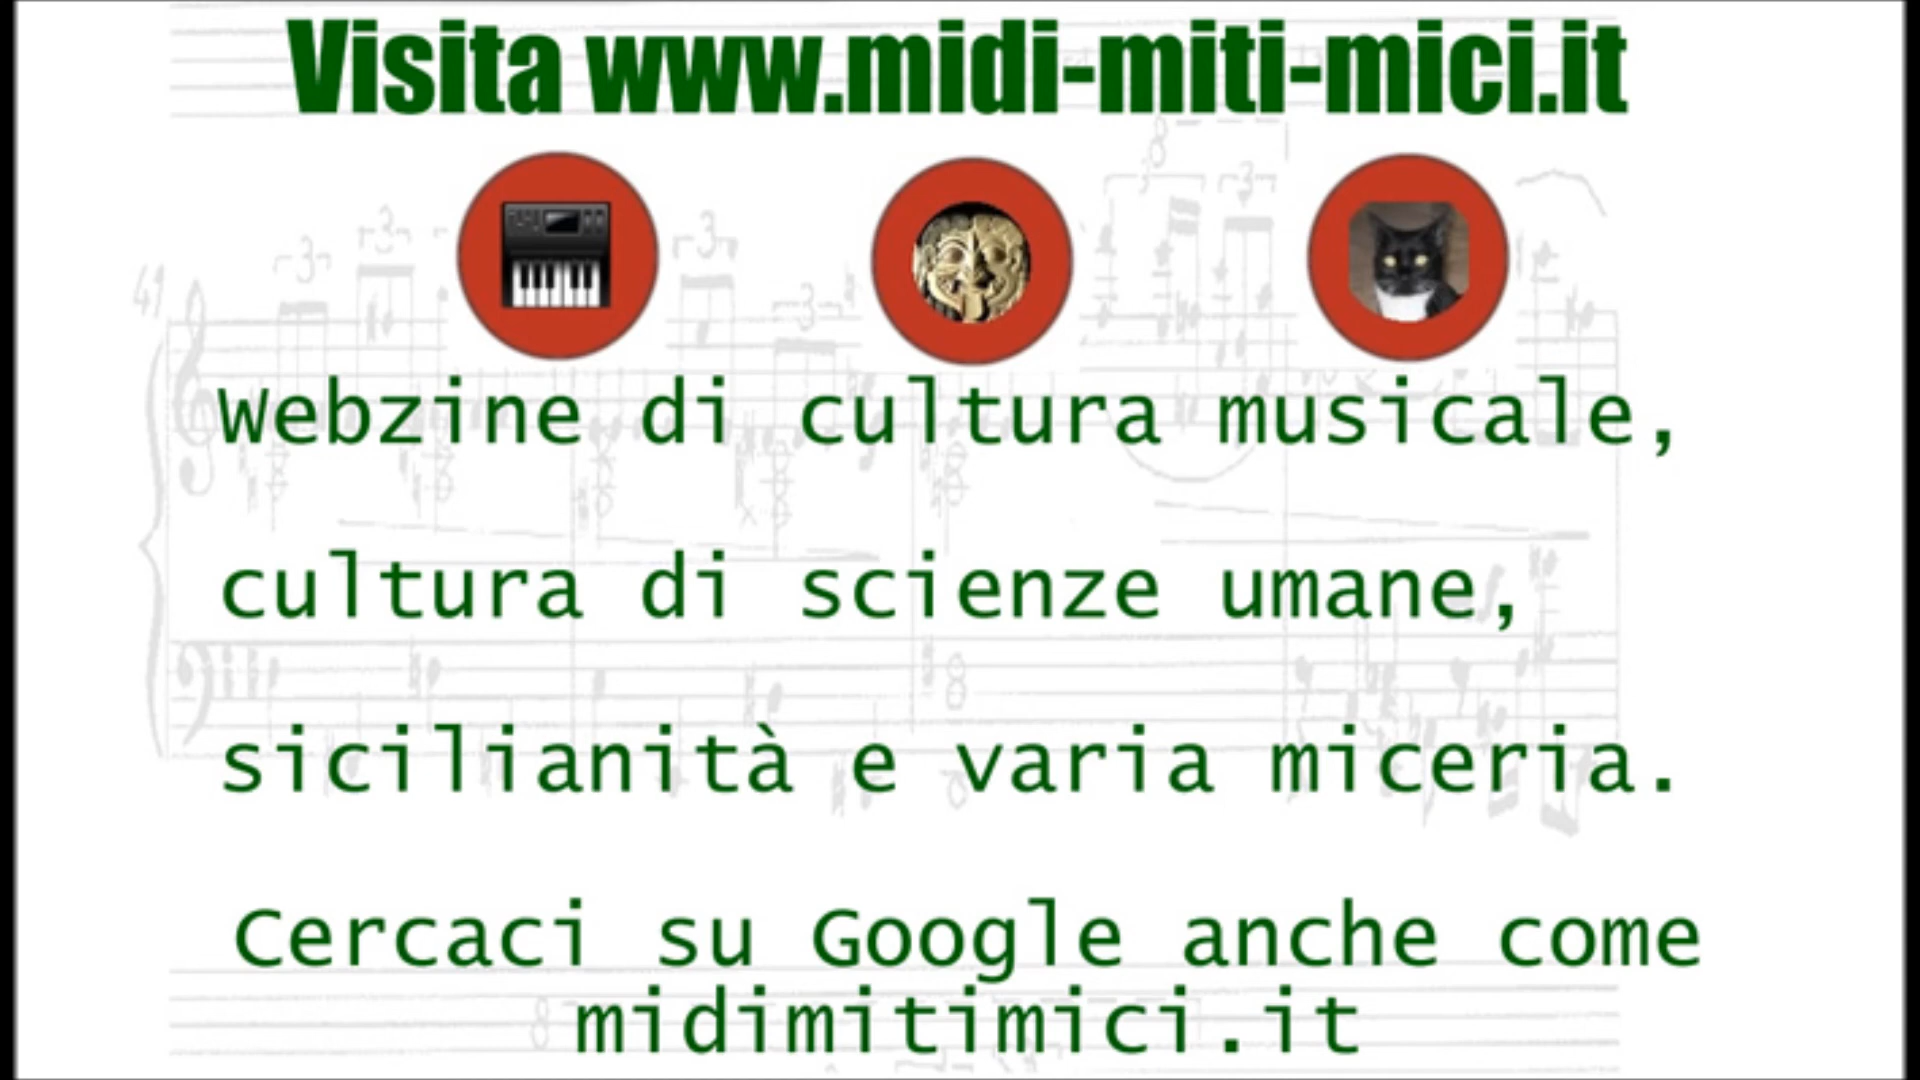 Visita www.midi-miti-mici.it
Webzine di cultura musicale,
cultura di scienze umane,
sicilianità e varia miceria.
Cercaci su Google anche come
midimitimici.it